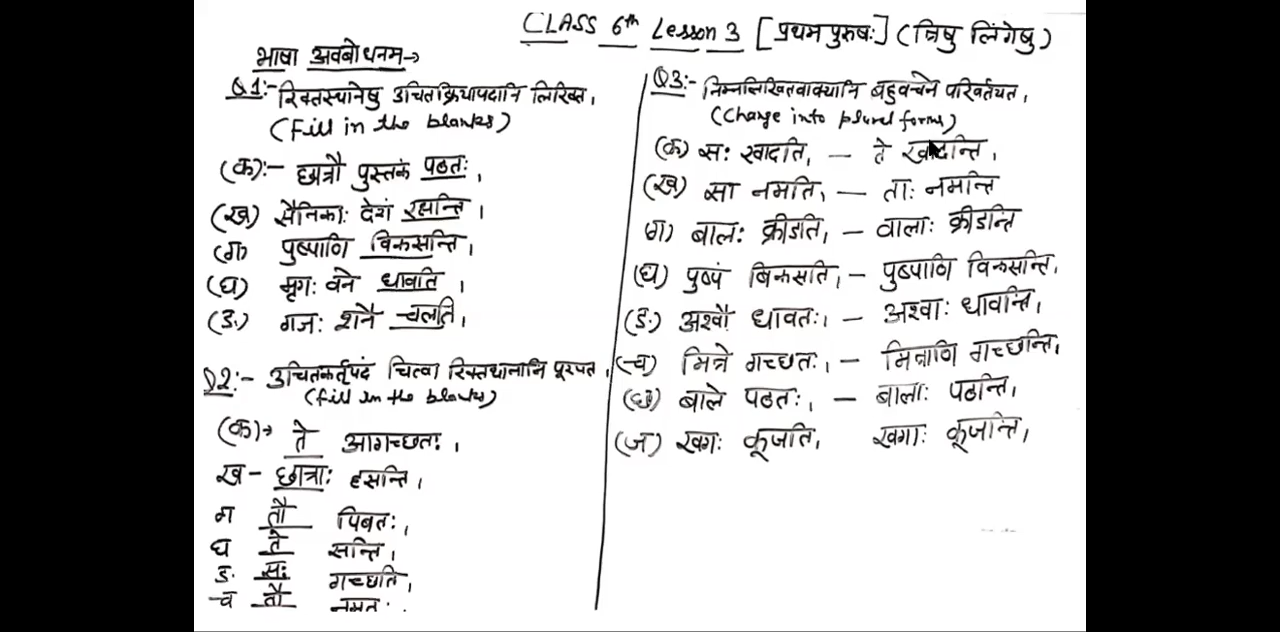 CLASS 6th Lesson 3 [प्रथम पुरुषः] (त्रिषु लिंगेषु)
भाषा अवबोधनम→
Q1:- रिक्तस्थानेषु उचितक्रियापदानि लिखित।
(Fill in the blanks)
(क):- छात्रौ पुस्तकं पठतः।
(ख) सैनिकाः देशं रक्षन्ति।
(ग) पुष्पाणि विकसन्ति।
(घ) मृगः वने धावति।
(ङ) गजः शनै चलति।
Q2:- उचितकर्तृपदं चित्वा रिक्तस्थानानि पूरयत।
(fill in the blanks)
(क)→ ते आगच्छतः।
ख- छात्राः हसन्ति।
ग तौ पिबतः।
घ ते सन्ति।
ङ. सः गच्छति।
च तौ नमतः.
Q3:- निम्नलिखितवाक्यानि बहुवचने परिवर्तयत।
(Change into plural forms)
(क) सः खादति। - ते खादन्ति।
(ख) सा नमति। - ताः नमन्ति
(ग) बालः क्रीडति। - वालाः क्रीडन्ति
(घ) पुष्पं विकसति। - पुष्पाणि विकसन्ति।
(ङ) अश्वौ धावतः। - अश्वाः धावन्ति।
(च) मित्रे गच्छतः। - मित्राणि गच्छन्ति।
(छ) बाले पठतः। - बालाः पठन्ति।
(ज) खगः कूजति। खगाः कूजन्ति।